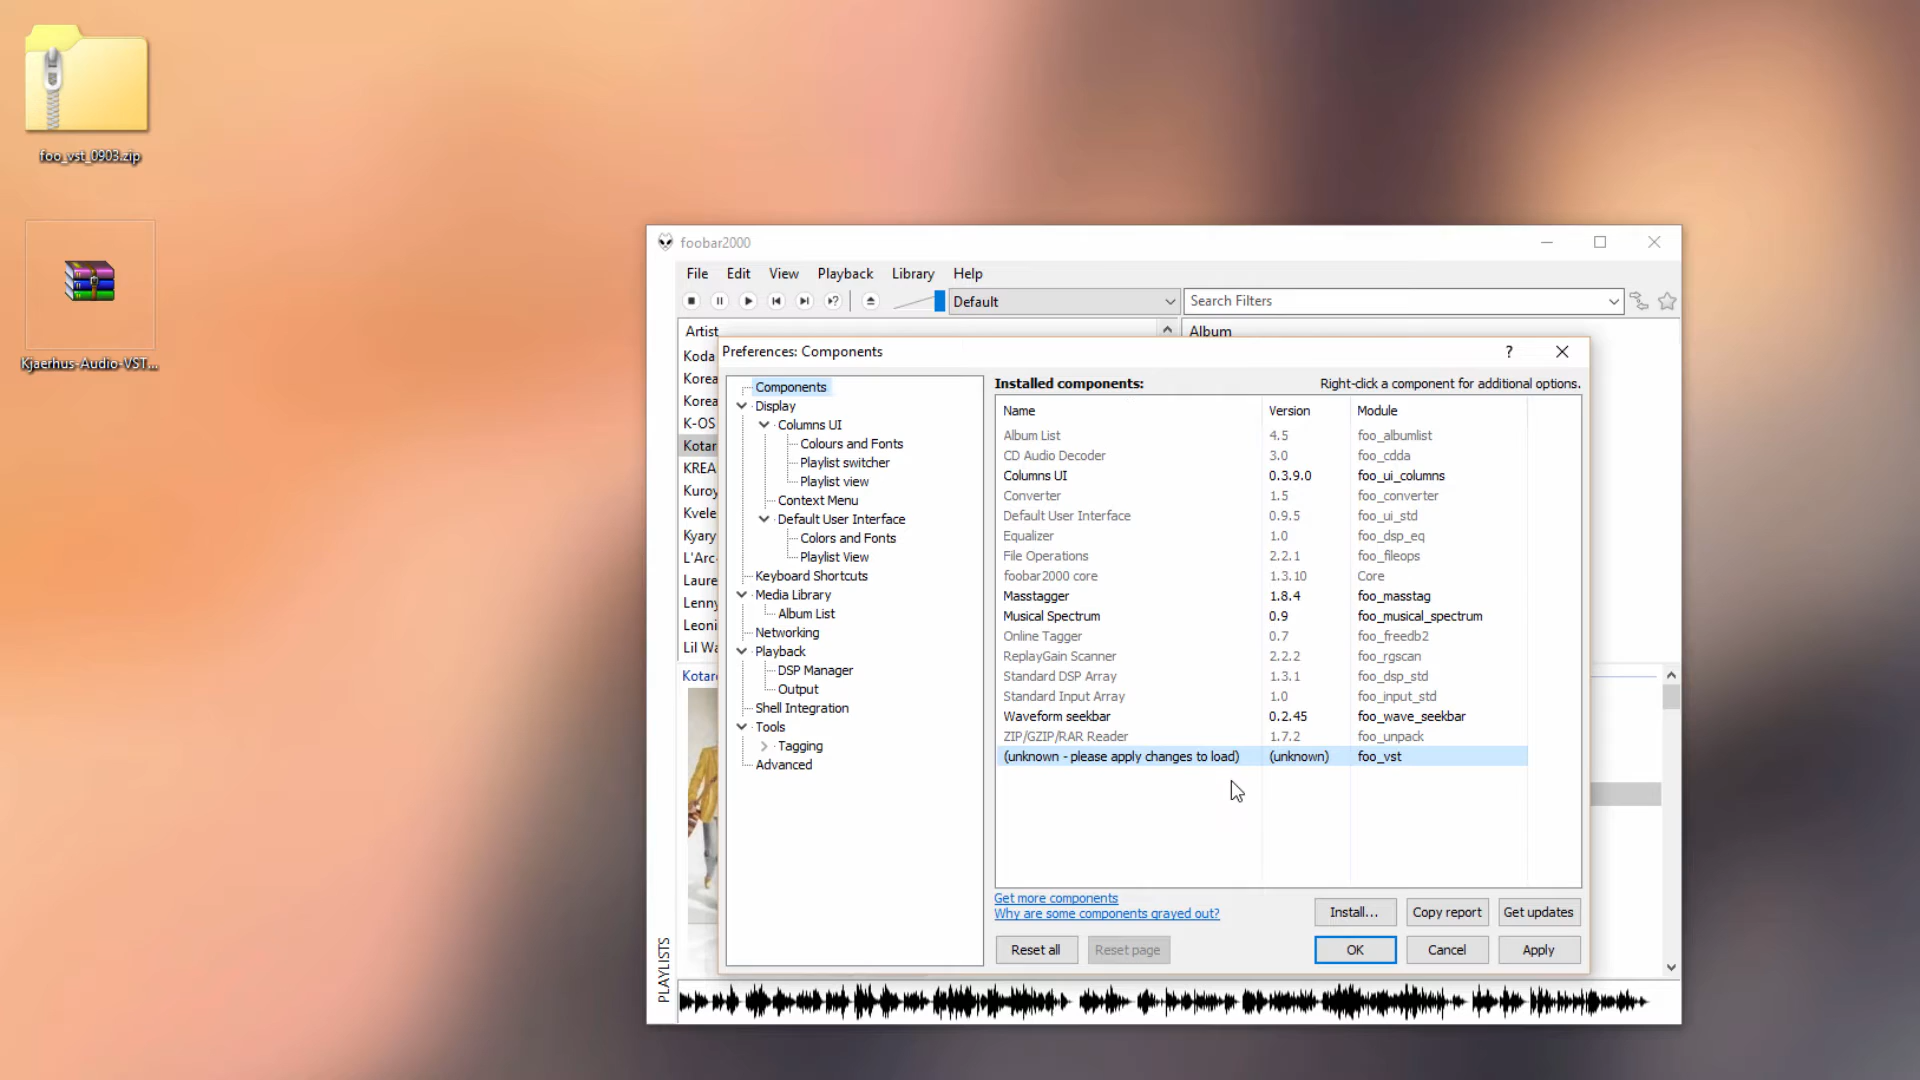 foo_vst_0903.zip
Kjaerhus-Audio-VST...
foobar2000
File Edit View Playback Library Help
Default
Search Filters
Artist
Album
Koda
Korea
Korea
K-OS
Kotar
KREA
Kuroy
Kvele
Kyary
L'Arc-
Laure
Lenny
Leoni
Lil Wa
Kotaro
PLAYLISTS
Preferences: Components
?
Components
Display
Columns UI
Colours and Fonts
Playlist switcher
Playlist view
Context Menu
Default User Interface
Colors and Fonts
Playlist View
Keyboard Shortcuts
Media Library
Album List
Networking
Playback
DSP Manager
Output
Shell Integration
Tools
Tagging
Advanced
Installed components: Right-click a component for additional options.
Name Version Module
Album List 4.5 foo_albumlist
CD Audio Decoder 3.0 foo_cdda
Columns UI 0.3.9.0 foo_ui_columns
Converter 1.5 foo_converter
Default User Interface 0.9.5 foo_ui_std
Equalizer 1.0 foo_dsp_eq
File Operations 2.2.1 foo_fileops
foobar2000 core 1.3.10 Core
Masstagger 1.8.4 foo_masstag
Musical Spectrum 0.9 foo_musical_spectrum
Online Tagger 0.7 foo_freedb2
ReplayGain Scanner 2.2.2 foo_rgscan
Standard DSP Array 1.3.1 foo_dsp_std
Standard Input Array 1.0 foo_input_std
Waveform seekbar 0.2.45 foo_wave_seekbar
ZIP/GZIP/RAR Reader 1.7.2 foo_unpack
(unknown - please apply changes to load) (unknown) foo_vst
Get more components
Why are some components grayed out?
Install... Copy report Get updates
Reset all Reset page OK Cancel Apply